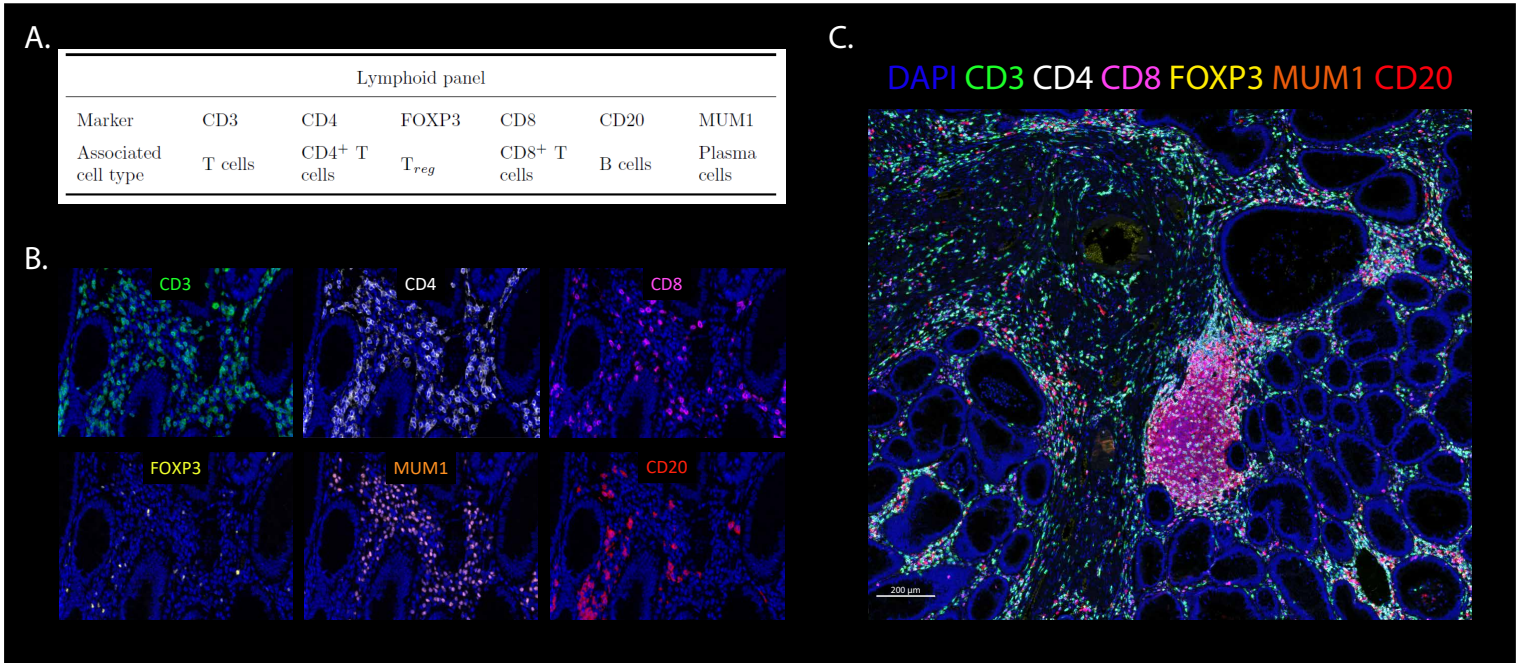 A.
Lymphoid panel
Marker CD3 CD4 FOXP3 CD8 CD20 MUM1
Associated cell type T cells CD4+ T cells Treg CD8+ T cells B cells Plasma cells
B.
CD3 CD4 CD8
FOXP3 MUM1 CD20
C.
DAPI CD3 CD4 CD8 FOXP3 MUM1 CD20
200 µm